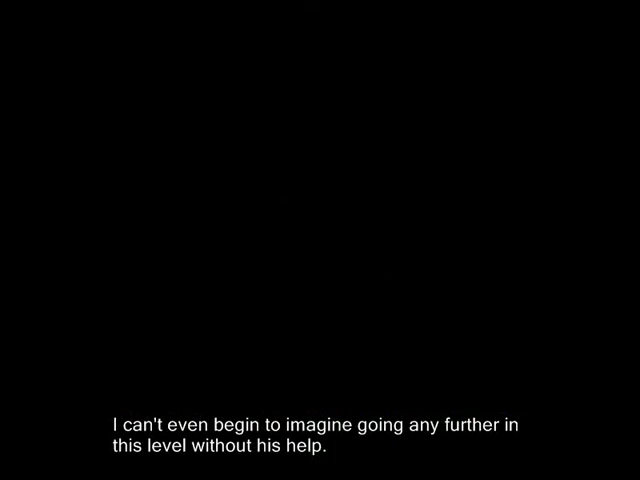 I can't even begin to imagine going any further in
this level without his help.